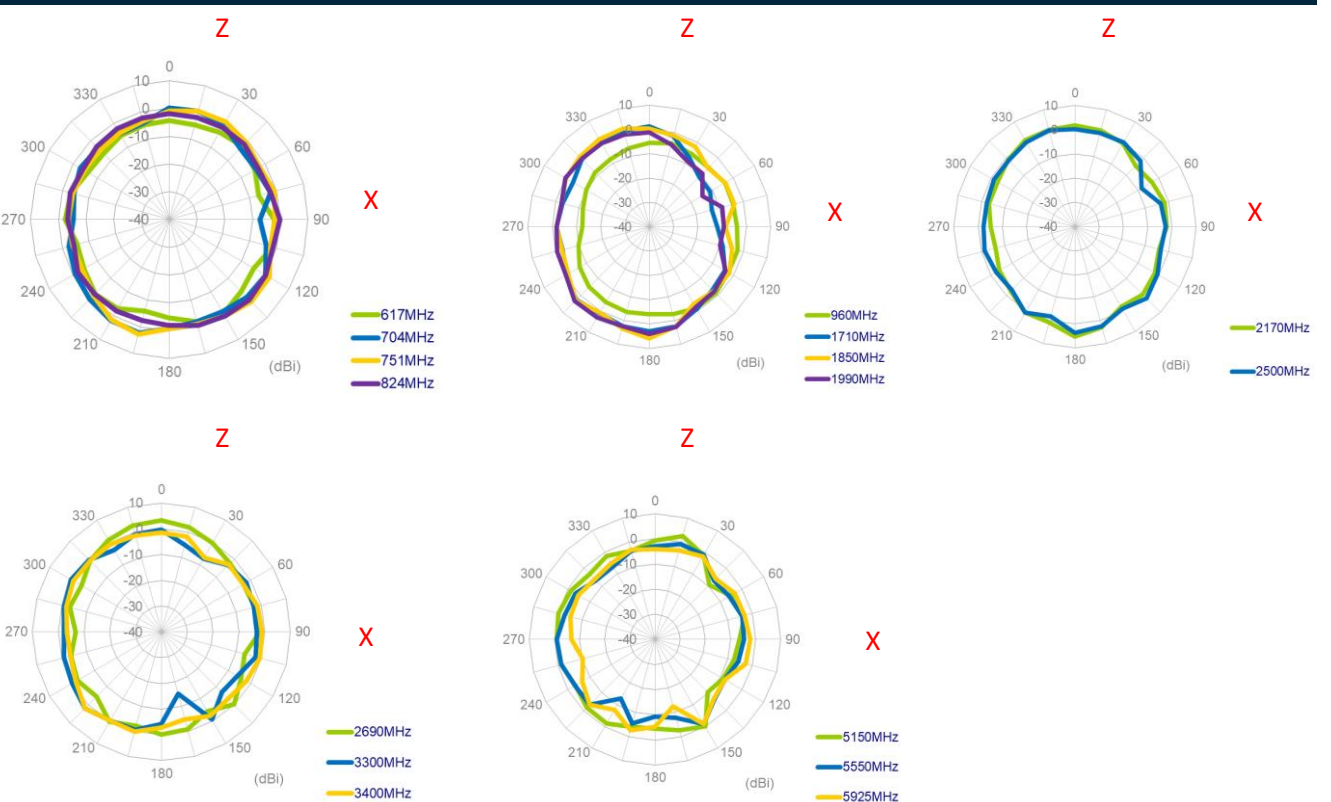 Z
Z
Z
0
330
10
30
0
300
-10
60
-20
-30
270
-40
90
X
240
120
210
150
180
(dBi)
617MHz
704MHz
751MHz
824MHz
0
330
10
30
0
300
-10
60
-20
-30
270
-40
90
X
240
120
210
150
180
(dBi)
960MHz
1710MHz
1850MHz
1990MHz
0
330
10
30
0
300
-10
60
-20
-30
270
-40
90
X
240
120
210
150
180
(dBi)
2170MHz
2500MHz
Z
Z
0
330
10
30
0
300
-10
60
-20
-30
270
-40
90
X
240
120
210
150
180
(dBi)
2690MHz
3300MHz
3400MHz
0
330
10
30
0
300
-10
60
-20
-30
270
-40
90
X
240
120
210
150
180
(dBi)
5150MHz
5550MHz
5925MHz